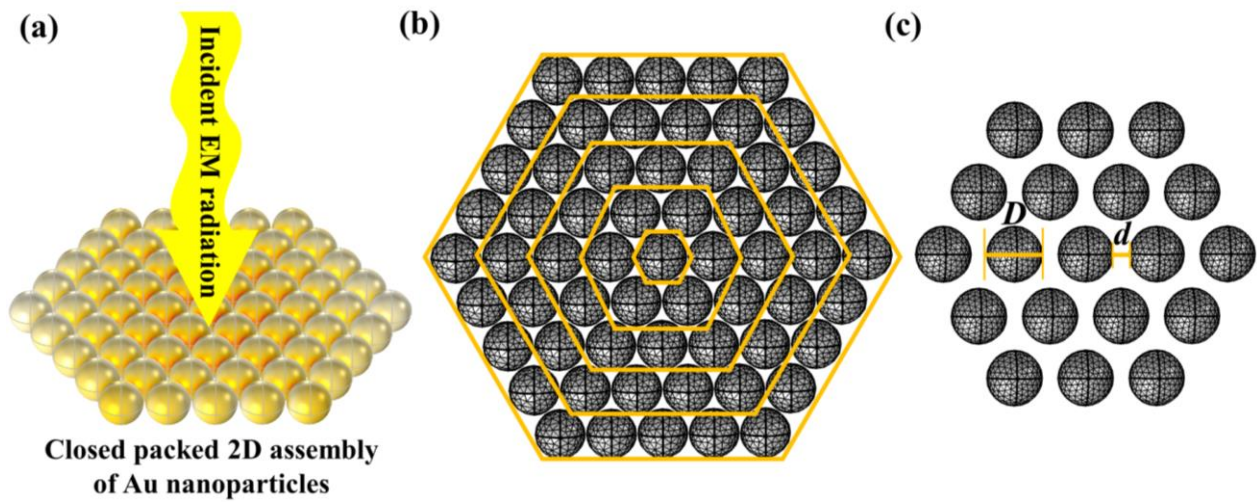 (a)
Incident EM radiation
Closed packed 2D assembly
of Au nanoparticles
(b)
(c)
D
d